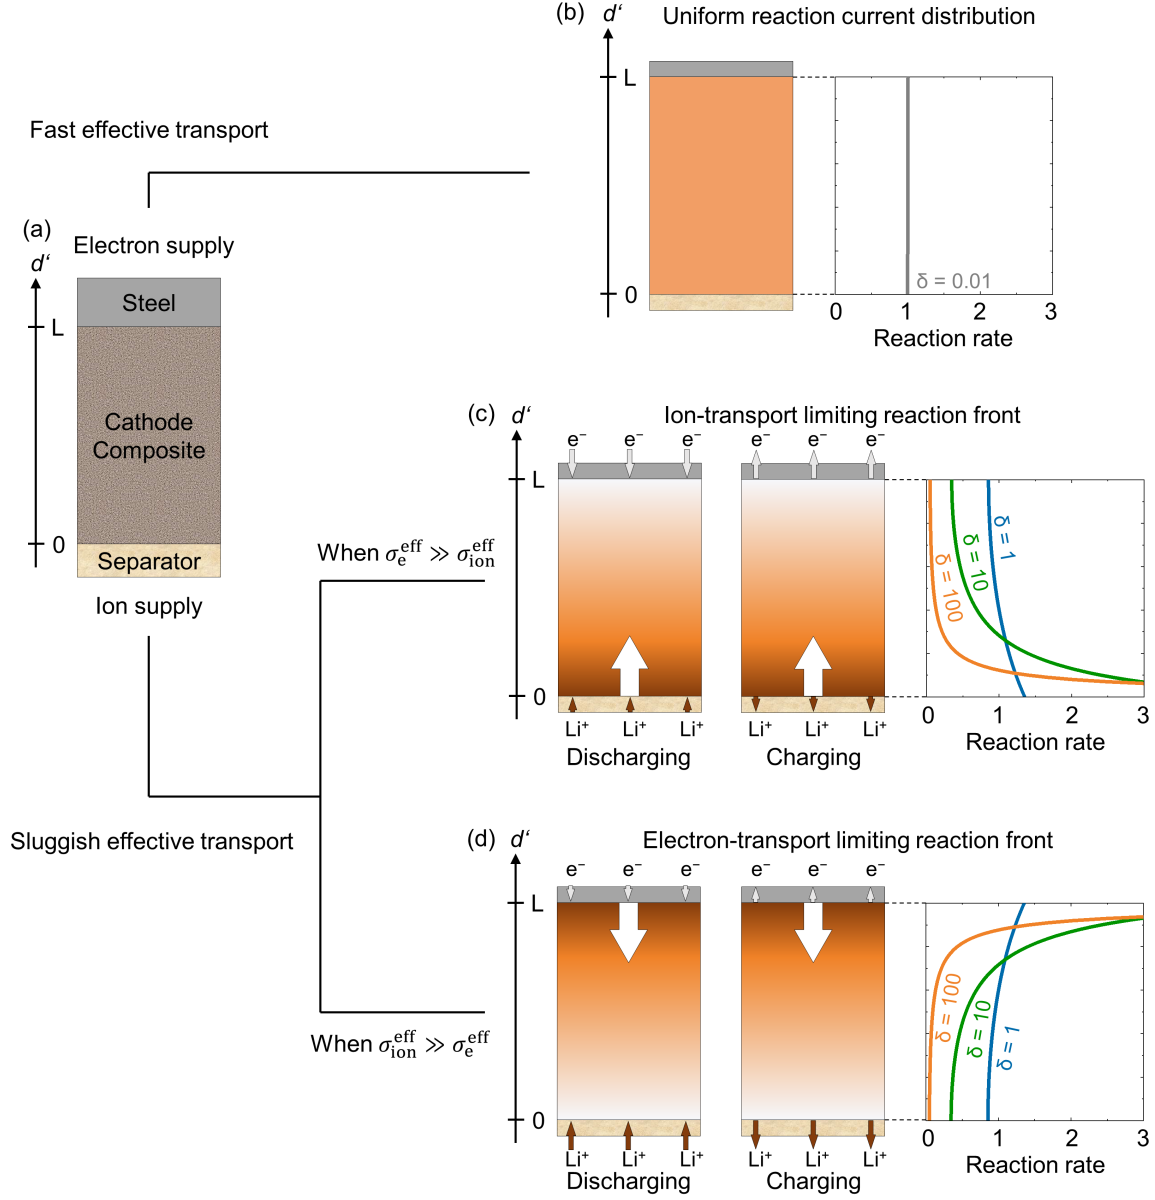 (b)
d‘
Uniform reaction current distribution
L
0
δ = 0.01
0 1 2 3
Reaction rate
Fast effective transport
(a)
Electron supply
d‘
Steel
L
Cathode
Composite
0
Separator
Ion supply
Sluggish effective transport
When σ_e^eff ≫ σ_ion^eff
(c)
d‘
Ion-transport limiting reaction front
e⁻ e⁻ e⁻ e⁻ e⁻ e⁻
L
δ = 1
δ = 10
δ = 100
0
Li⁺ Li⁺ Li⁺ Li⁺ Li⁺ Li⁺
Discharging Charging
0 1 2 3
Reaction rate
When σ_ion^eff ≫ σ_e^eff
(d)
d‘
Electron-transport limiting reaction front
e⁻ e⁻ e⁻ e⁻ e⁻ e⁻
L
δ = 100
δ = 10
δ = 1
0
Li⁺ Li⁺ Li⁺ Li⁺ Li⁺ Li⁺
Discharging Charging
0 1 2 3
Reaction rate